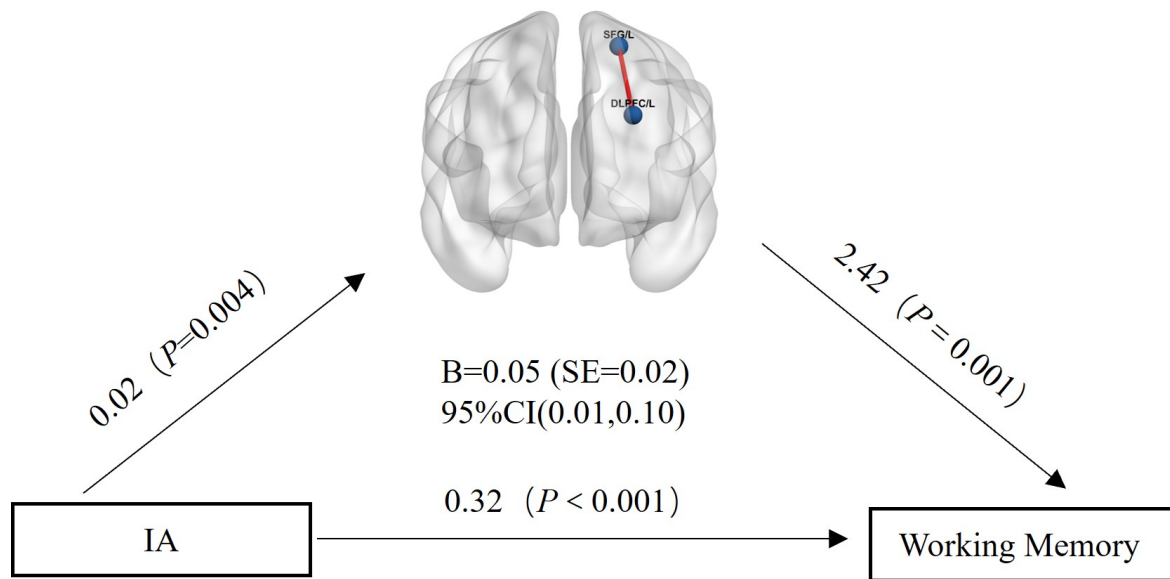 SFG/L
DLPFC/L
0.02（P=0.004）
2.42（P = 0.001）
B=0.05 (SE=0.02)
95%CI(0.01,0.10)
0.32（P < 0.001）
IA
Working Memory